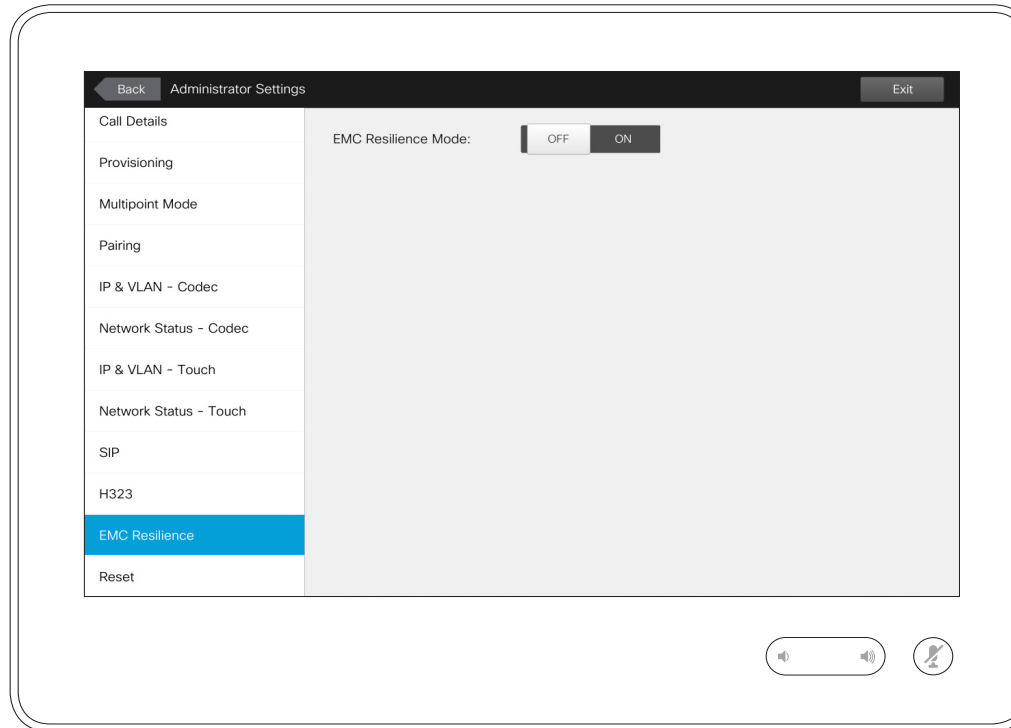 Back Administrator Settings Exit
Call Details
EMC Resilience Mode: OFF ON
Provisioning
Multipoint Mode
Pairing
IP & VLAN - Codec
Network Status - Codec
IP & VLAN - Touch
Network Status - Touch
SIP
H323
EMC Resilience
Reset